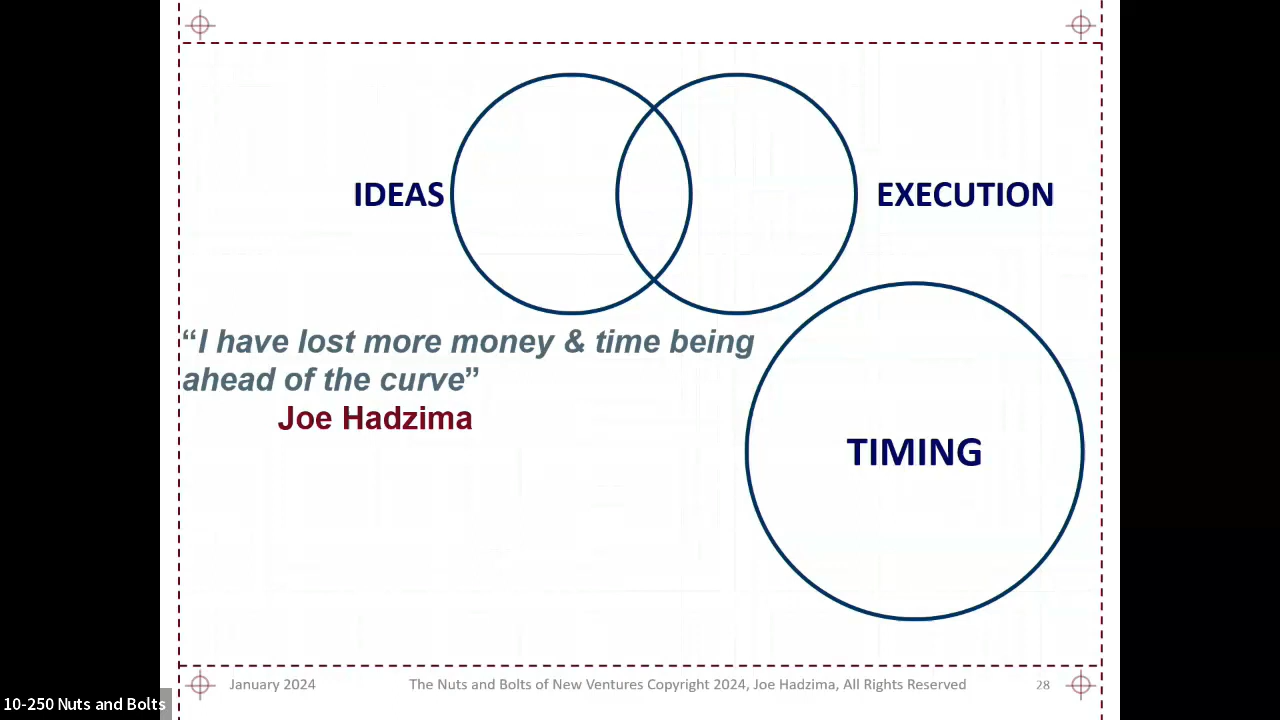 IDEAS
EXECUTION
“I have lost more money & time being
ahead of the curve”
Joe Hadzima
TIMING
January 2024
The Nuts and Bolts of New Ventures Copyright 2024, Joe Hadzima, All Rights Reserved
28
10-250 Nuts and Bolts